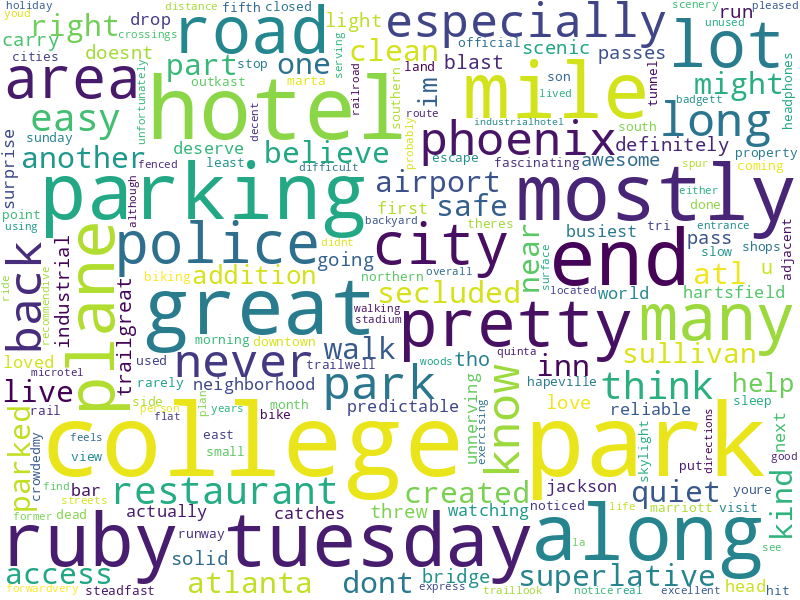 holiday distance fifth closed scenery unused pleased
right drop road light especially lot run
carry crossings serving official scenic passes
cities doesnt part stop one clean blast land might headphones
area unfortunately hotel marta railroad southern im mile son lived tunnel badgett
easy outkast decent route industrialhotel long
sunday deserve believe probably phoenix south definitely property
another least difficult escape fascinating awesome spur coming
surprise fenced parking airport safe mostly either done
point although first backyard theres entrance
using police didnt city near busiest tri pass shops adjacent
back plane biking addition going northern overall end surface slow u
industrial trailgreat great secluded located world atl hartsfield
ride recommendive walking stadium pretty many
morning downtown never walk trailwell woods quinta inn sullivan
loved microtel used rarely neighborhood park tho hapeville think help
live side person plan years month predictable know love reliable sleep
parked rail flat bike unnerving exercising directions next
crowdedmy feels view east small college park skylight put good
find bar restaurant created jackson quiet youre kind
streets actually catches threw watching noticed marriott visit
former dead ruby tuesday along life la see
access runway solid bridge superlative head
forwardvery steadfast atlanta dont express traillook notice real excellent hit